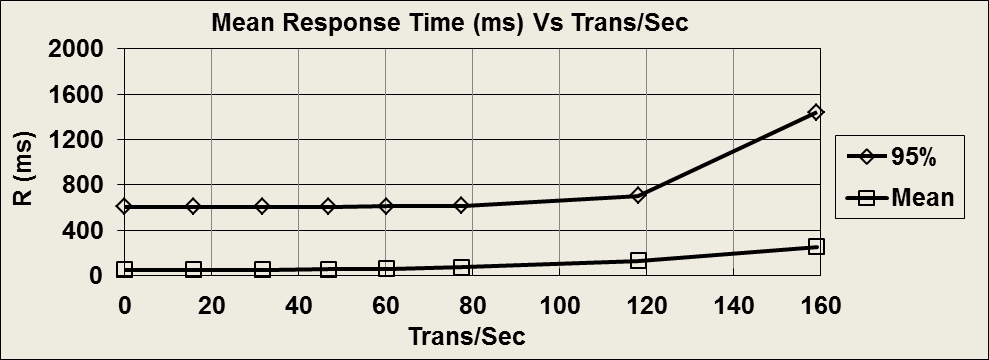 Mean Response Time (ms) Vs Trans/Sec
2000
1600
1200
800
400
0
R (ms)
0 20 40 60 80 100 120 140 160
Trans/Sec
95%
Mean